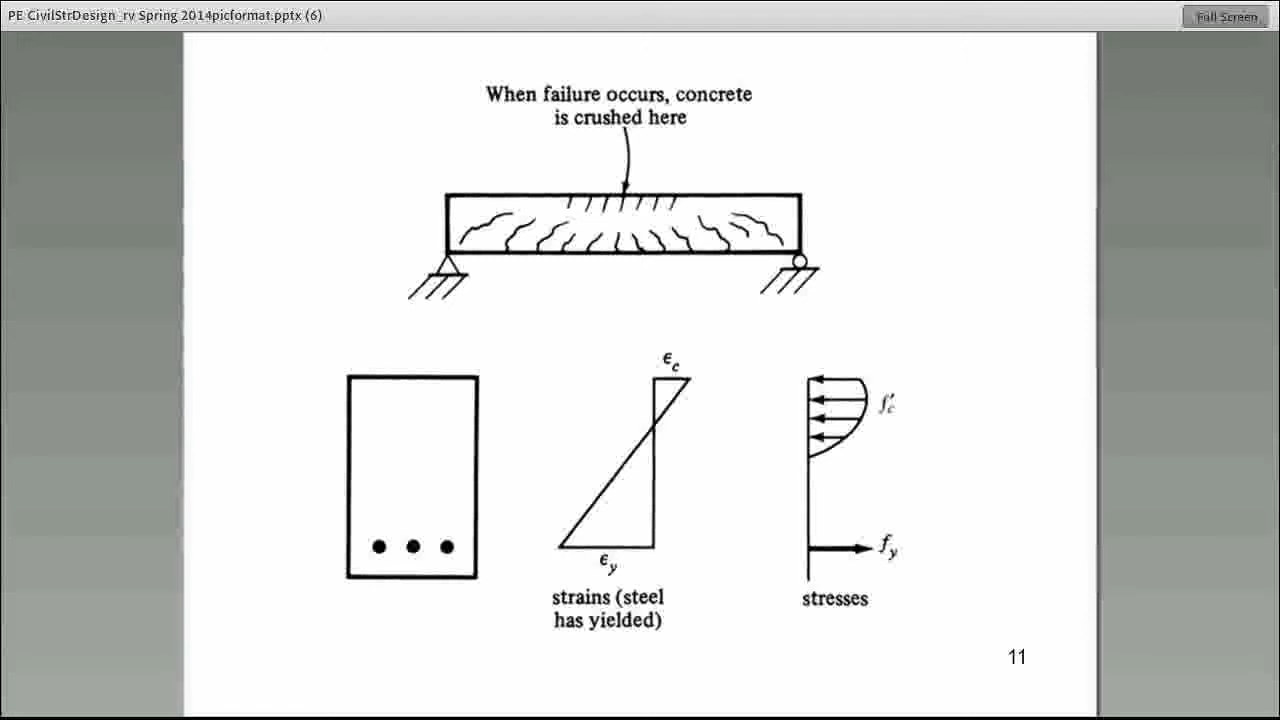 PE CivilStrDesign_rv Spring 2014picformat.pptx (6)
Full Screen
When failure occurs, concrete
is crushed here
ϵc
f'c
ϵy
fy
strains (steel
has yielded)
stresses
11